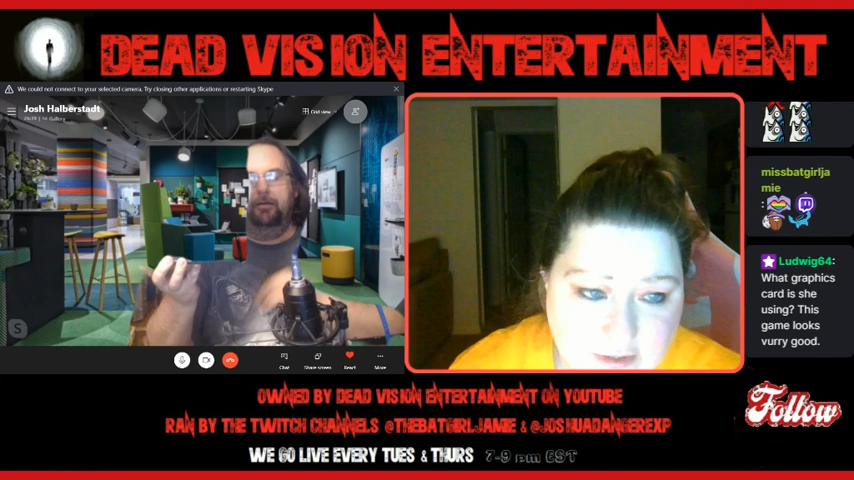 DEAD VISION ENTERTAINMENT
We could not connect to your selected camera. Try closing other applications or restarting Skype
Josh Halberstadt
Grid view
missbatgirlja
mie
:
Ludwig64:
What graphics
card is she
using? This
game looks
vurry good.
S
Chat
Share screen
React
More
OWNED BY DEAD VISION ENTERTAINMENT ON YOUTUBE
RAN BY THE TWITCH CHANNELS @THEBATGIRLJAMIE & @JOSHUADANGEREXP
WE GO LIVE EVERY TUES & THURS 7-9 pm EST
Follow